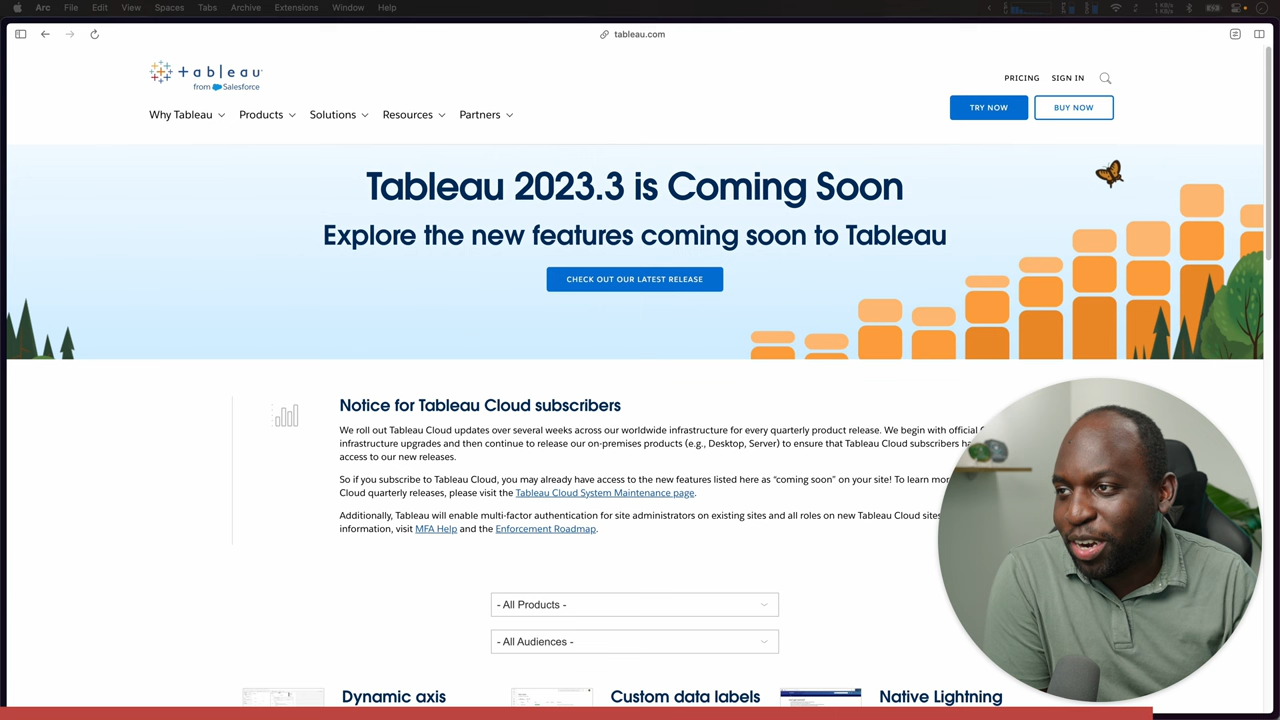 Arc File Edit View Spaces Tabs Archive Extensions Window Help
tableau.com
tableau
from Salesforce
PRICING SIGN IN
TRY NOW BUY NOW
Why Tableau Products Solutions Resources Partners
Tableau 2023.3 is Coming Soon
Explore the new features coming soon to Tableau
CHECK OUT OUR LATEST RELEASE
Notice for Tableau Cloud subscribers
We roll out Tableau Cloud updates over several weeks across our worldwide infrastructure for every quarterly product release. We begin with official
infrastructure upgrades and then continue to release our on-premises products (e.g., Desktop, Server) to ensure that Tableau Cloud subscribers
access to our new releases.
So if you subscribe to Tableau Cloud, you may already have access to the new features listed here as “coming soon” on your site! To learn
Cloud quarterly releases, please visit the Tableau Cloud System Maintenance page.
Additionally, Tableau will enable multi-factor authentication for site administrators on existing sites and all roles on new Tableau Cloud sites
information, visit MFA Help and the Enforcement Roadmap.
- All Products -
- All Audiences -
Dynamic axis Custom data labels Native Lightning